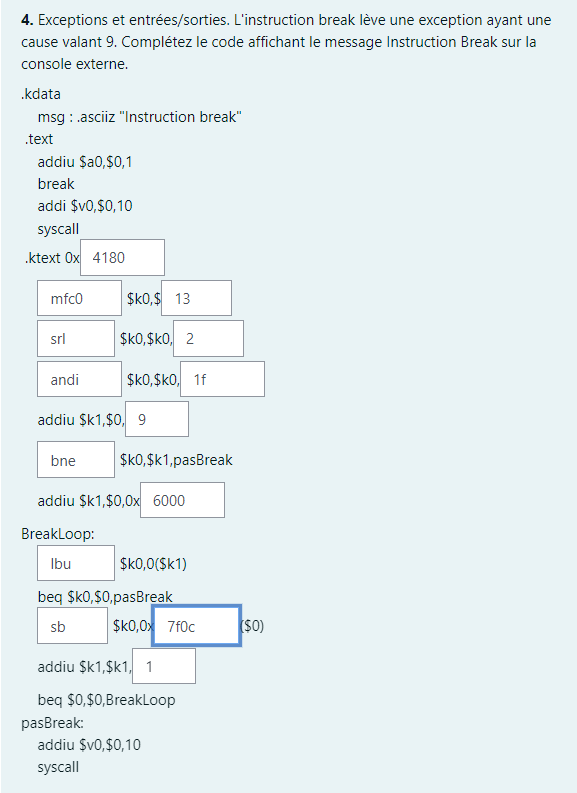 4. Exceptions et entrées/sorties. L'instruction break lève une exception ayant une
cause valant 9. Complétez le code affichant le message Instruction Break sur la
console externe.
.kdata
msg : .asciiz "Instruction break"
.text
addiu $a0,$0,1
break
addi $v0,$0,10
syscall
.ktext 0x 4180
mfc0 $k0,$ 13
srl $k0,$k0, 2
andi $k0,$k0, 1f
addiu $k1,$0, 9
bne $k0,$k1,pasBreak
addiu $k1,$0,0x 6000
BreakLoop:
lbu $k0,0($k1)
beq $k0,$0,pasBreak
sb $k0,0x 7f0c ($0)
addiu $k1,$k1, 1
beq $0,$0,BreakLoop
pasBreak:
addiu $v0,$0,10
syscall